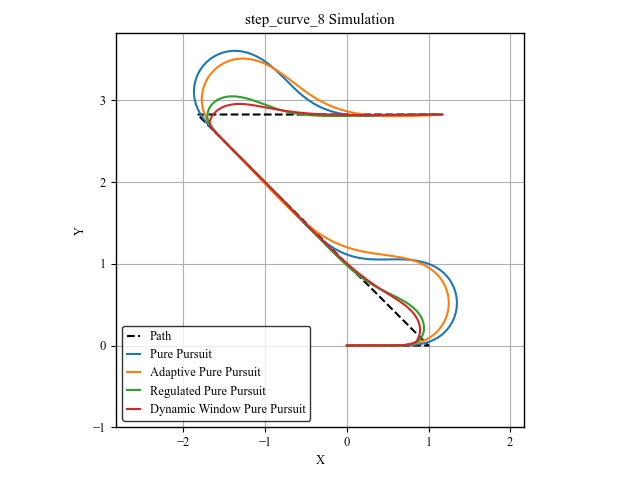 step_curve_8 Simulation
3
2
1
0
−1
Y
−2
−1
0
1
2
X
Path
Pure Pursuit
Adaptive Pure Pursuit
Regulated Pure Pursuit
Dynamic Window Pure Pursuit